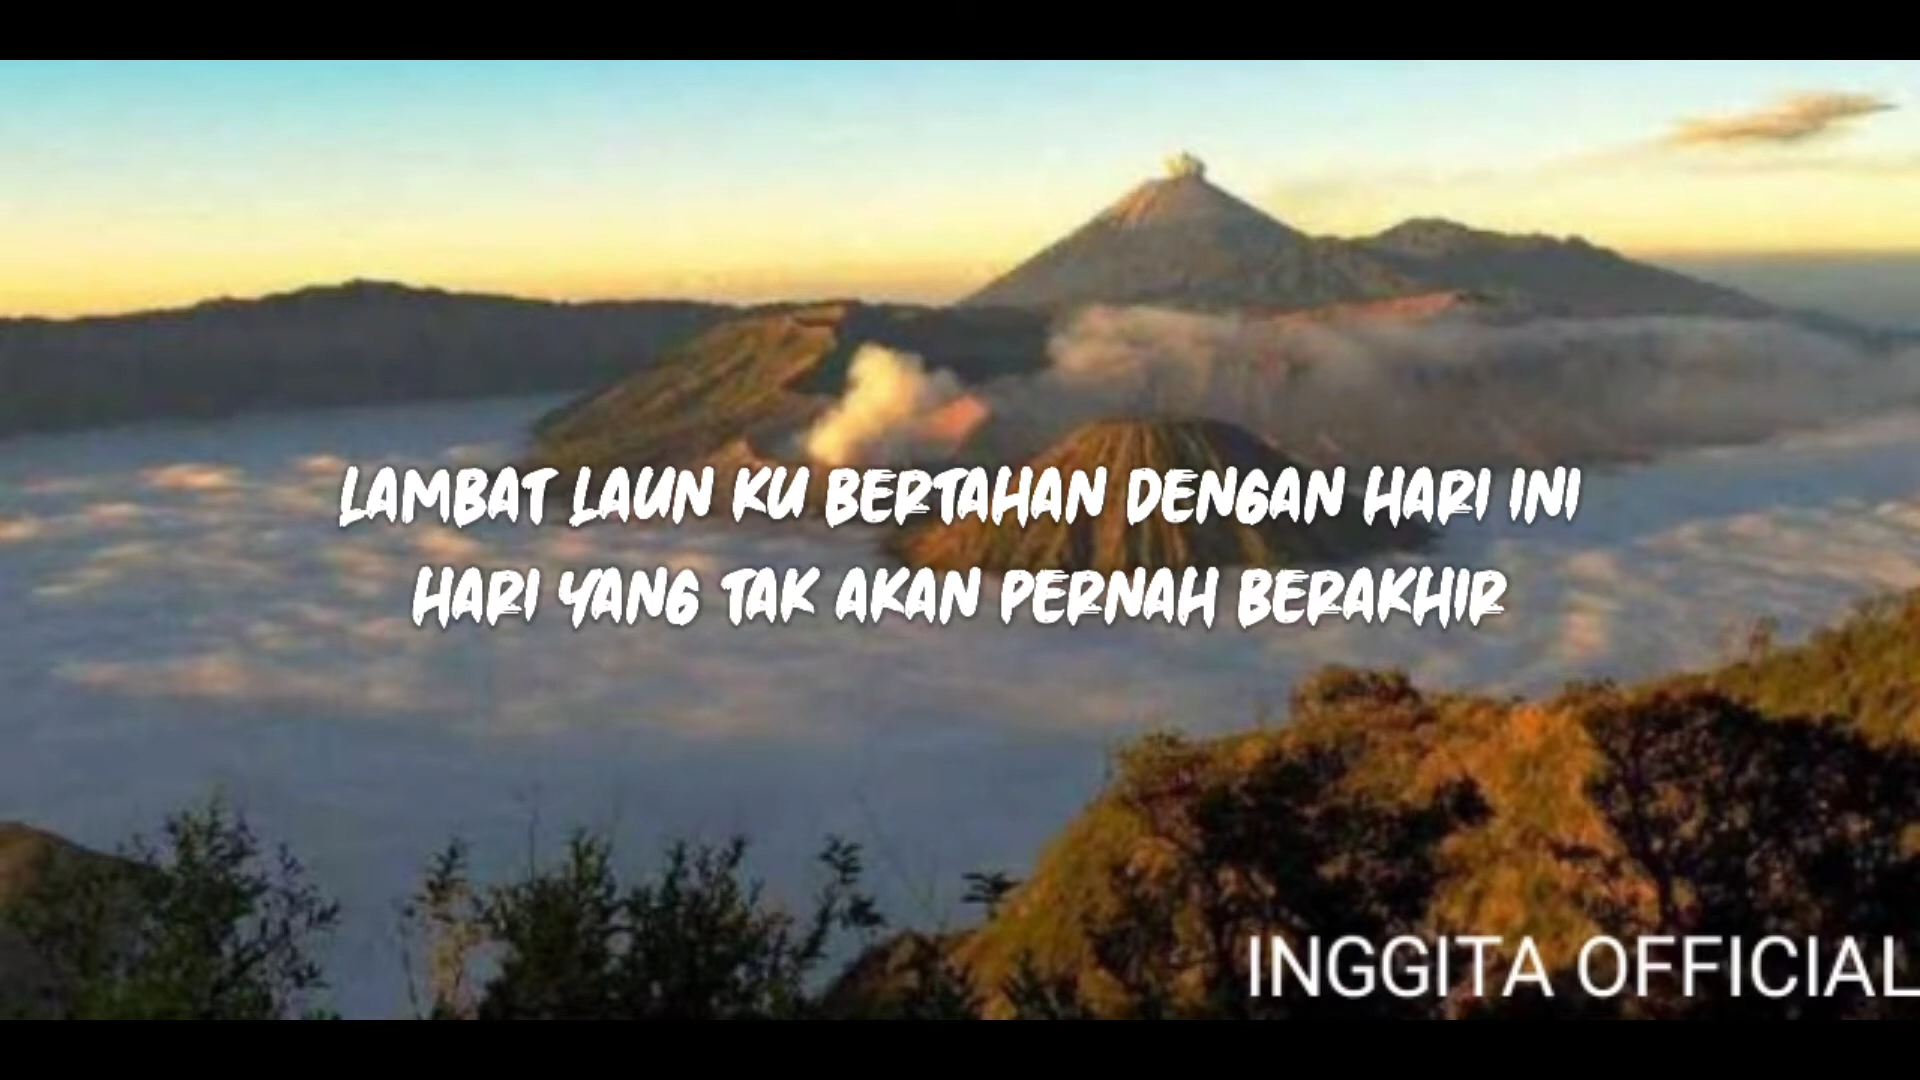 LAMBAT LAUN KU BERTAHAN DENGAN HARI INI
HARI YANG TAK AKAN PERNAH BERAKHIR
INGGITA OFFICIAL